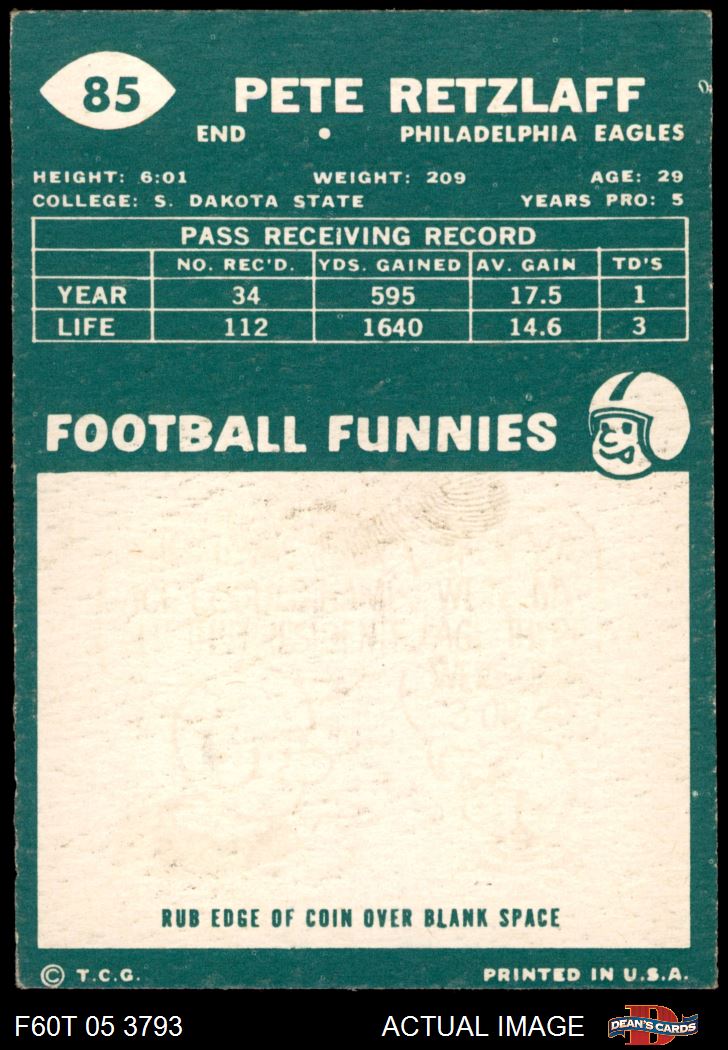 85
PETE RETZLAFF
END • PHILADELPHIA EAGLES
HEIGHT: 6:01 WEIGHT: 209 AGE: 29
COLLEGE: S. DAKOTA STATE YEARS PRO: 5
PASS RECEIVING RECORD
NO. REC'D. YDS. GAINED AV. GAIN TD'S
YEAR 34 595 17.5 1
LIFE 112 1640 14.6 3
FOOTBALL FUNNIES
RUB EDGE OF COIN OVER BLANK SPACE
© T.C.G. PRINTED IN U.S.A.
F60T 05 3793 ACTUAL IMAGE DEAN'S CARDS